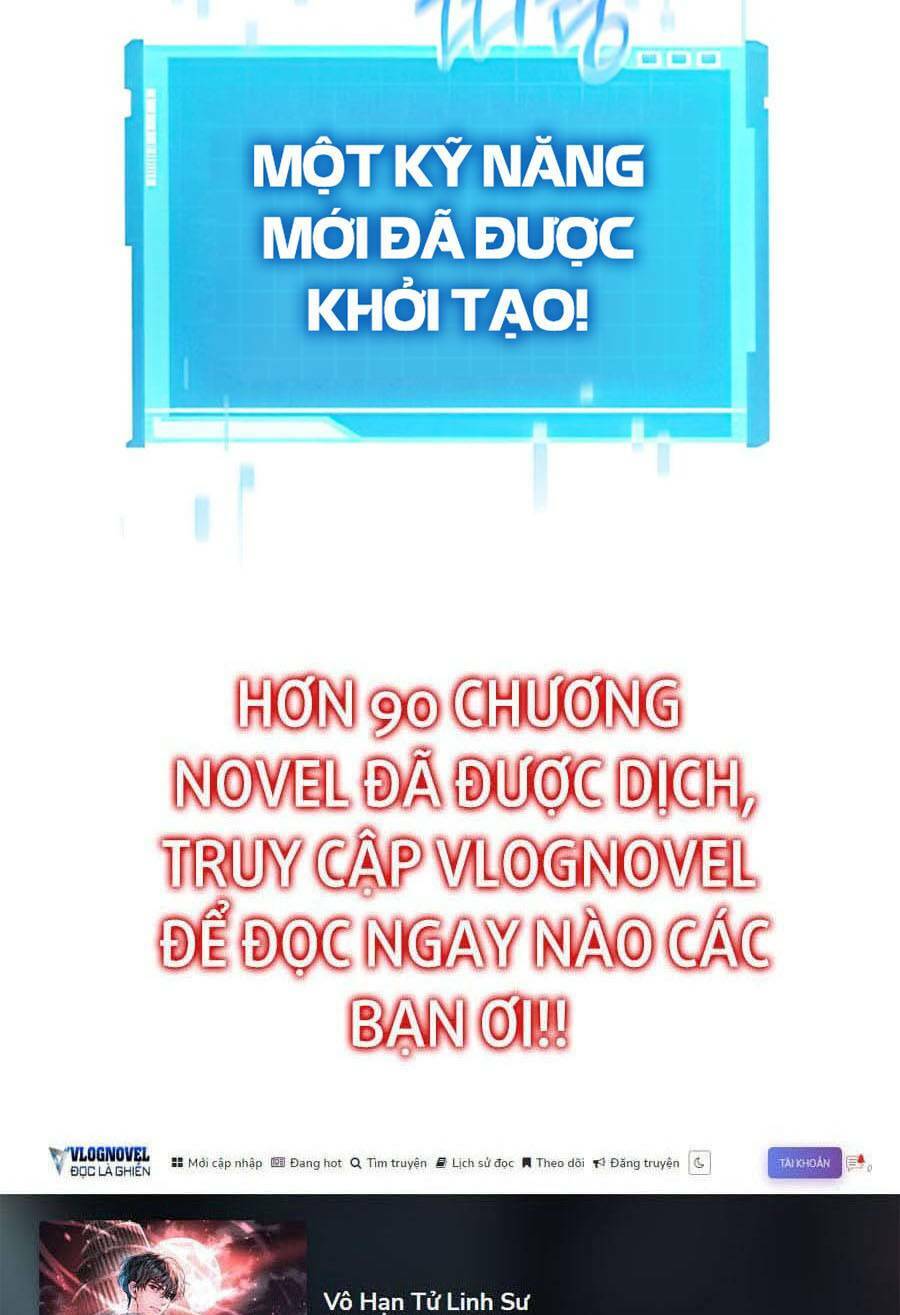 MỘT KỸ NĂNG
MỚI ĐÃ ĐƯỢC
KHỞI TẠO!
HƠN 90 CHƯƠNG
NOVEL ĐÃ ĐƯỢC DỊCH,
TRUY CẬP VLOGNOVEL
ĐỂ ĐỌC NGAY NÀO CÁC
BẠN ƠI!!
VLOGNOVEL
ĐỌC LÀ GHIỀN
Mới cập nhập Đang hot Tìm truyện Lịch sử đọc Theo dõi Đăng truyện TÀI KHOẢN 0
Vô Hạn Tử Linh Sư